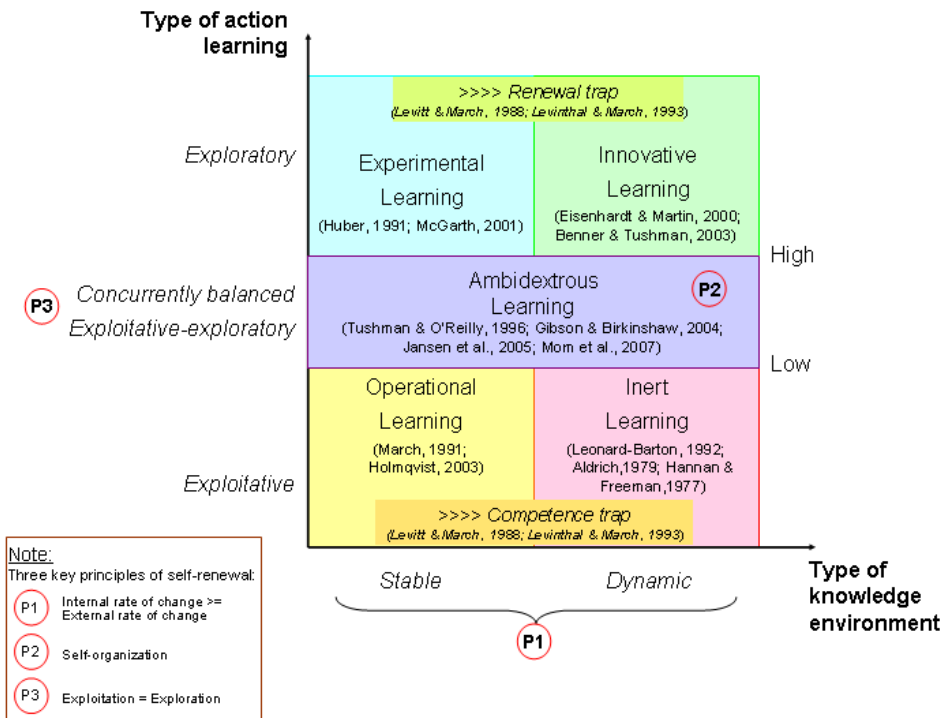 Type of action
learning
>>>> Renewal trap
(Levitt & March, 1988; Levinthal & March, 1993)
Exploratory
Experimental
Learning
(Huber, 1991; McGarth, 2001)
Innovative
Learning
(Eisenhardt & Martin, 2000;
Benner & Tushman, 2003)
High
P3
Concurrently balanced
Exploitative-exploratory
Ambidextrous
Learning
(Tushman & O'Reilly, 1996; Gibson & Birkinshaw, 2004;
Jansen et al., 2005; Mom et al., 2007)
P2
Low
Operational
Learning
(March, 1991;
Holmqvist, 2003)
Inert
Learning
(Leonard-Barton, 1992;
Aldrich,1979; Hannan &
Freeman,1977)
Exploitative
>>>> Competence trap
(Levitt & March, 1988; Levinthal & March, 1993)
Stable
Dynamic
Type of
knowledge
environment
P1
Note:
Three key principles of self-renewal:
P1
Internal rate of change >=
External rate of change
P2
Self-organization
P3
Exploitation = Exploration